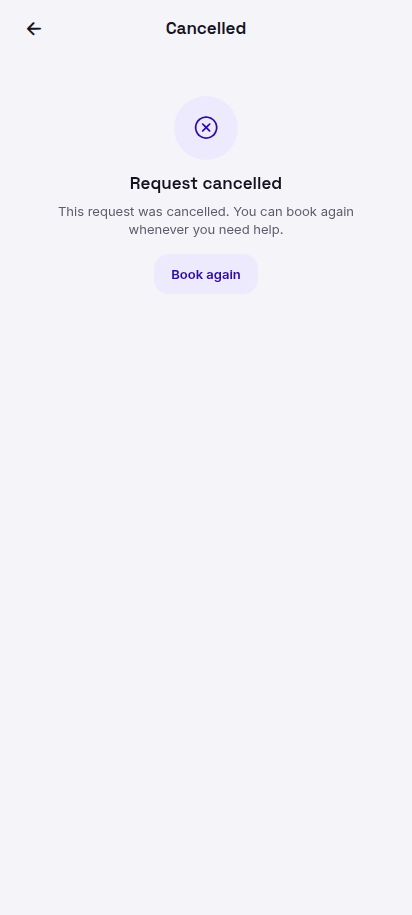 Cancelled
Request cancelled
This request was cancelled. You can book again
whenever you need help.
Book again